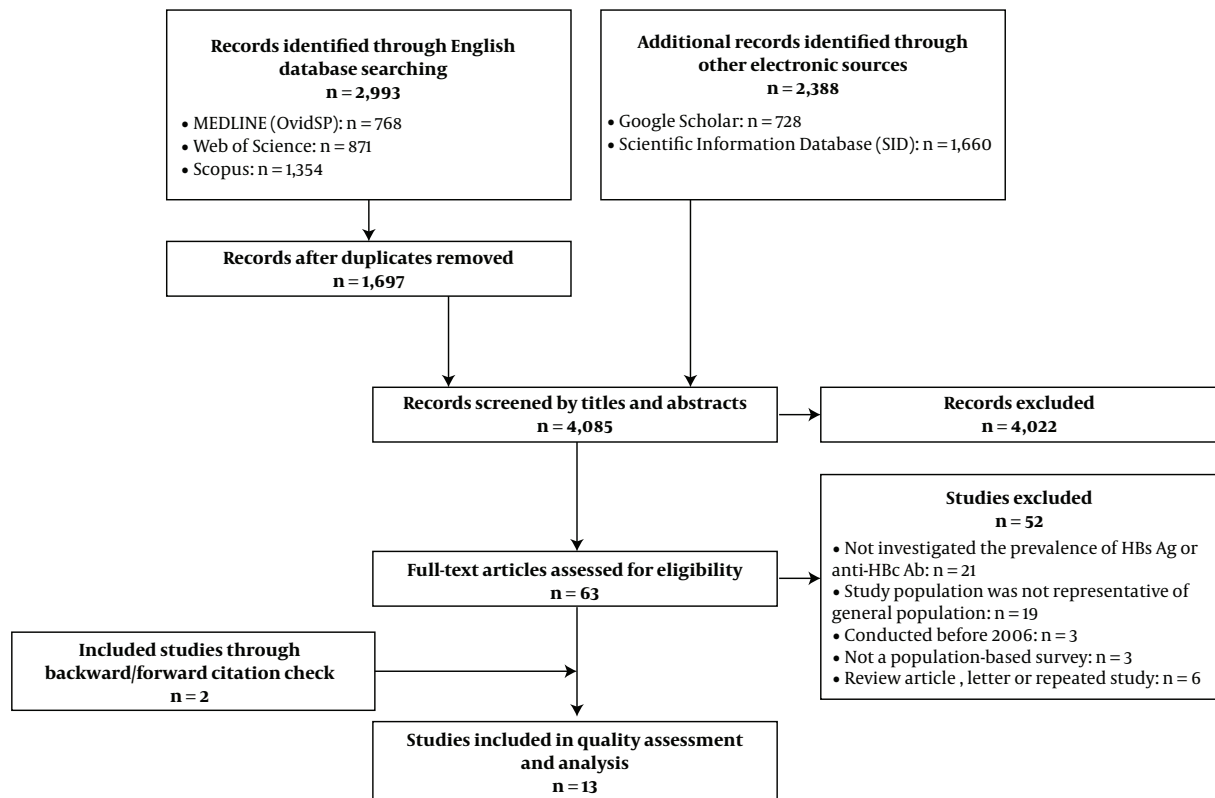 Records identified through English
database searching
n = 2,993
• MEDLINE (OvidSP): n = 768
• Web of Science: n = 871
• Scopus: n = 1,354
Additional records identified through
other electronic sources
n = 2,388
• Google Scholar: n = 728
• Scientific Information Database (SID): n = 1,660
Records after duplicates removed
n = 1,697
Records screened by titles and abstracts
n = 4,085
Records excluded
n = 4,022
Full-text articles assessed for eligibility
n = 63
Studies excluded
n = 52
• Not investigated the prevalence of HBs Ag or
anti-HBc Ab: n = 21
• Study population was not representative of
general population: n = 19
• Conducted before 2006: n = 3
• Not a population-based survey: n = 3
• Review article , letter or repeated study: n = 6
Included studies through
backward/forward citation check
n = 2
Studies included in quality assessment
and analysis
n = 13